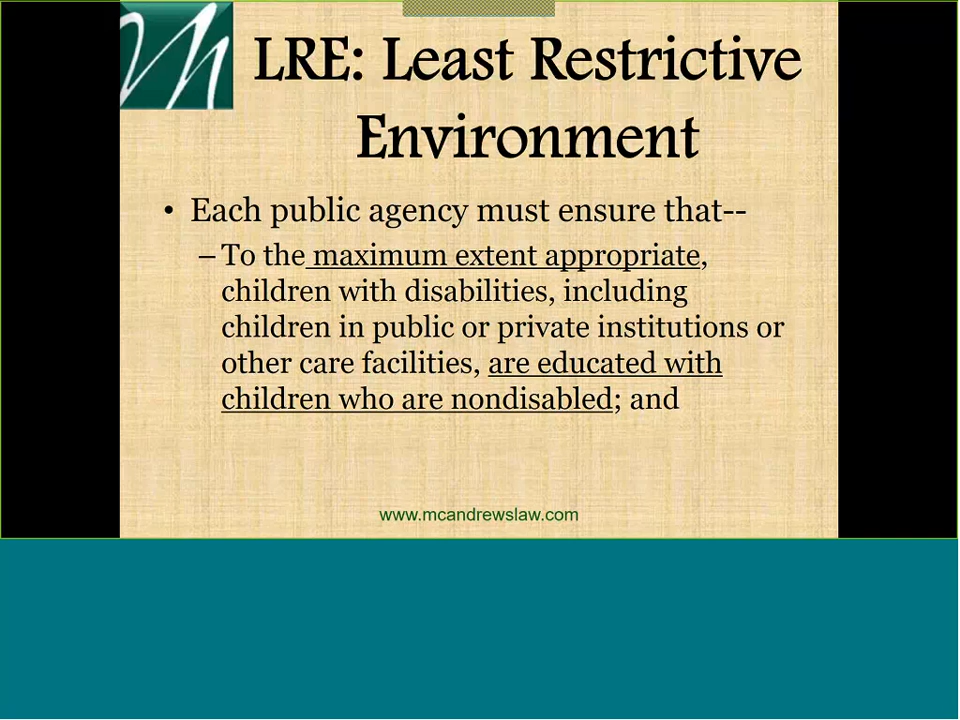 LRE: Least Restrictive
Environment
• Each public agency must ensure that--
– To the maximum extent appropriate,
children with disabilities, including
children in public or private institutions or
other care facilities, are educated with
children who are nondisabled; and
www.mcandrewslaw.com